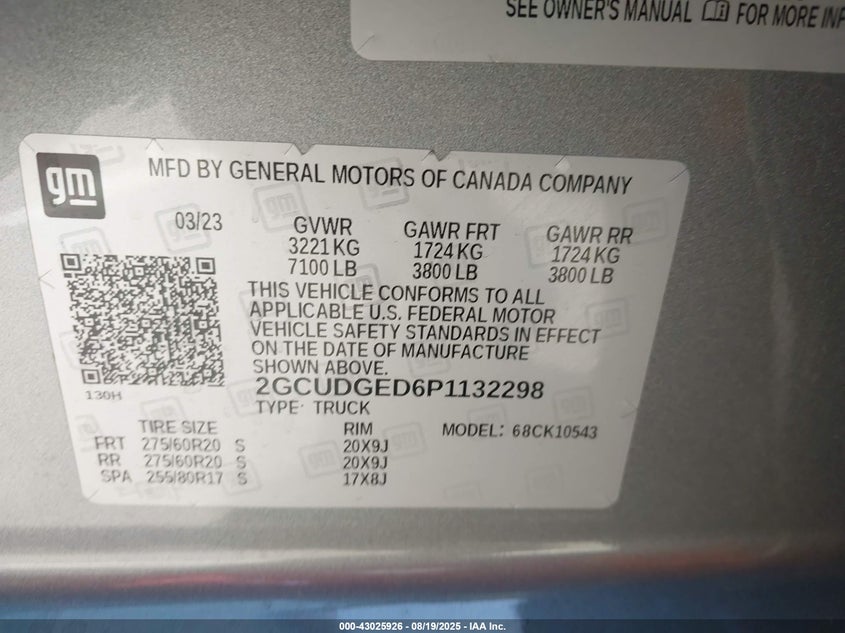 SEE OWNER'S MANUAL FOR MORE INF
gm
MFD BY GENERAL MOTORS OF CANADA COMPANY
03/23 GVWR GAWR FRT GAWR RR
3221 KG 1724 KG 1724 KG
7100 LB 3800 LB 3800 LB
THIS VEHICLE CONFORMS TO ALL
APPLICABLE U.S. FEDERAL MOTOR
VEHICLE SAFETY STANDARDS IN EFFECT
ON THE DATE OF MANUFACTURE
SHOWN ABOVE.
2GCUDGED6P1132298
130H
TYPE: TRUCK
TIRE SIZE RIM MODEL: 68CK10543
FRT 275/60R20 S 20X9J
RR 275/60R20 S 20X9J
SPA 255/80R17 S 17X8J
000-43025926 - 08/19/2025 - IAA Inc.